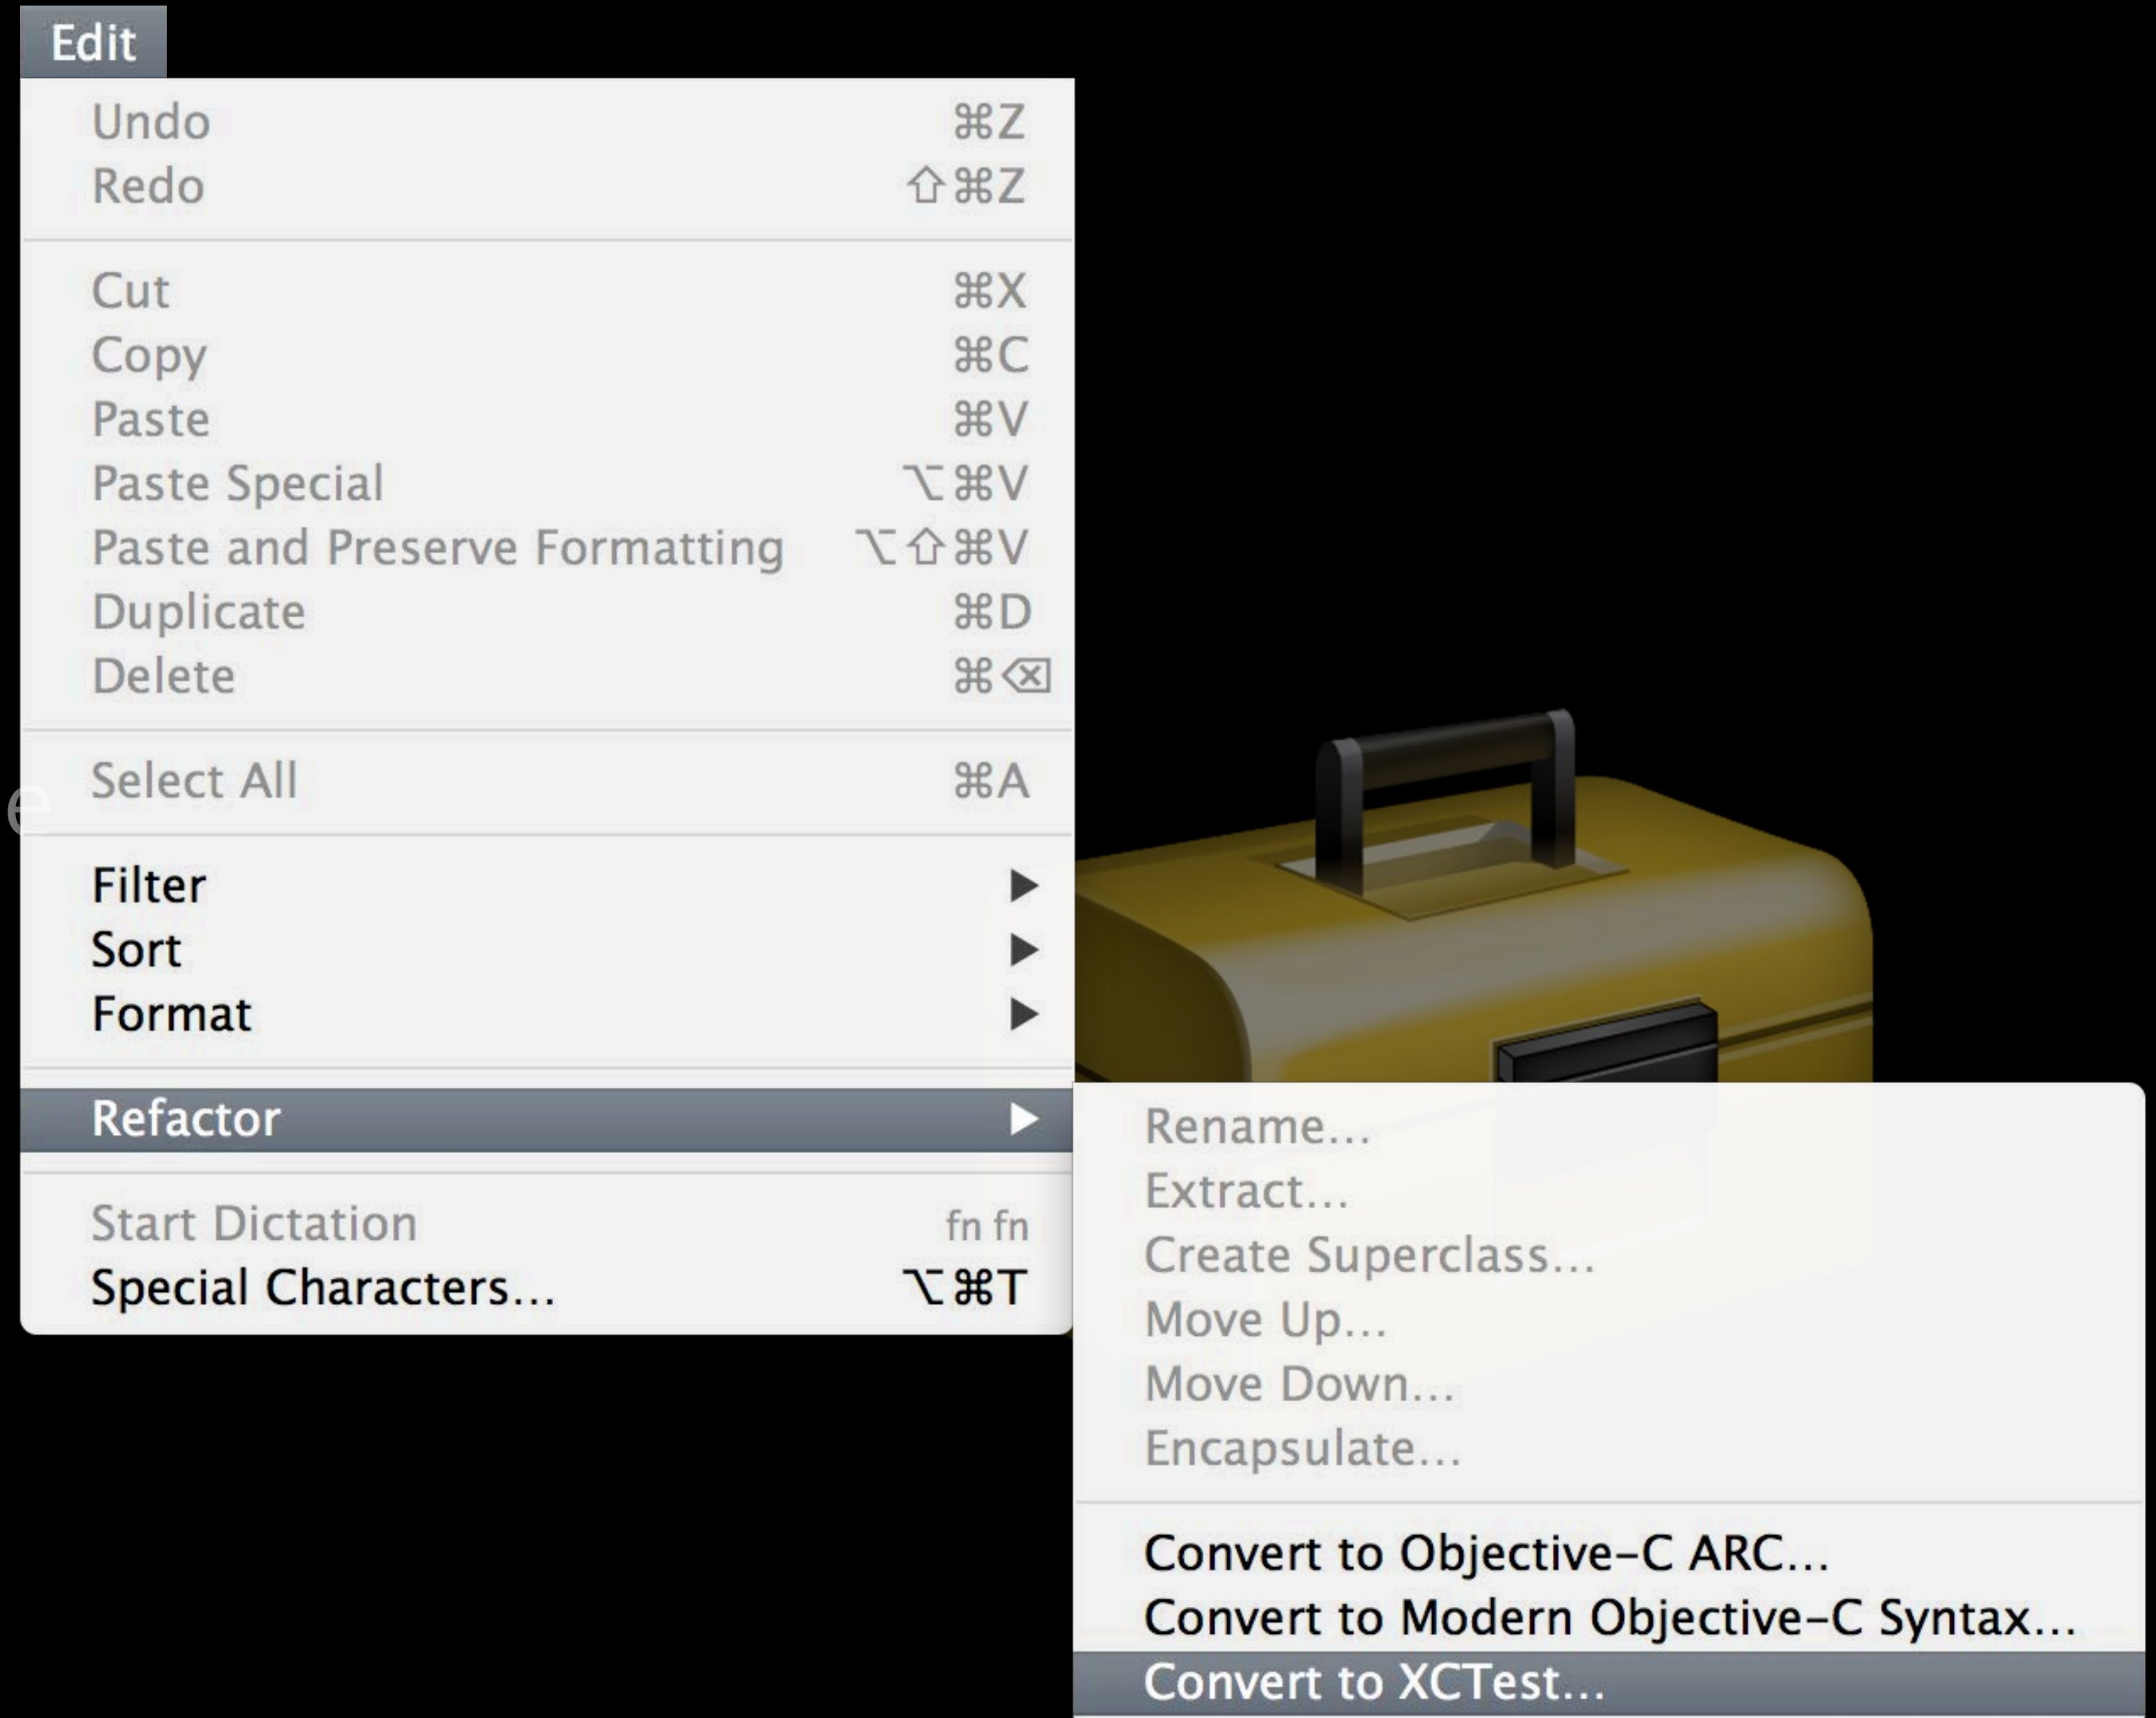 Edit
Undo ⌘Z
Redo ⇧⌘Z
Cut ⌘X
Copy ⌘C
Paste ⌘V
Paste Special ⌥⌘V
Paste and Preserve Formatting ⌥⇧⌘V
Duplicate ⌘D
Delete ⌘⌫
Select All ⌘A
e
Filter ▶
Sort ▶
Format ▶
Refactor ▶
Start Dictation fn fn
Special Characters... ⌥⌘T
Rename...
Extract...
Create Superclass...
Move Up...
Move Down...
Encapsulate...
Convert to Objective-C ARC...
Convert to Modern Objective-C Syntax...
Convert to XCTest...